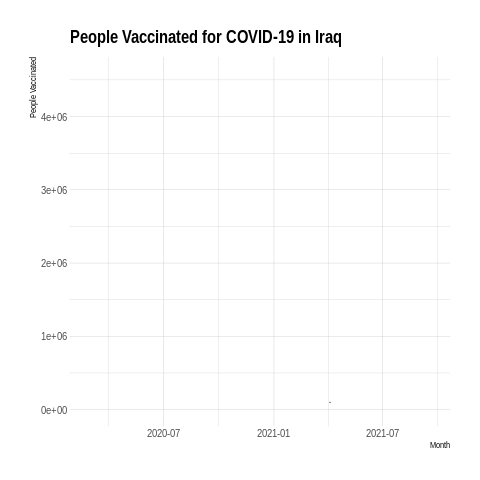 People Vaccinated for COVID-19 in Iraq
People Vaccinated
4e+06
3e+06
2e+06
1e+06
0e+00
2020-07 2021-01 2021-07
Month